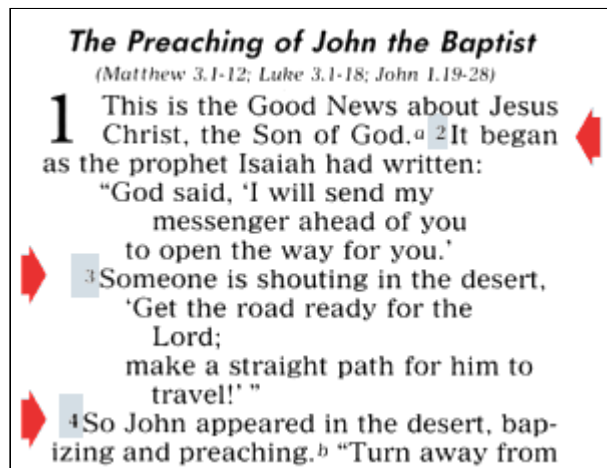 The Preaching of John the Baptist
(Matthew 3.1-12; Luke 3.1-18; John 1.19-28)
1 This is the Good News about Jesus
Christ, the Son of God.a 2It began
as the prophet Isaiah had written:
“God said, ‘I will send my
messenger ahead of you
to open the way for you.’
3Someone is shouting in the desert,
‘Get the road ready for the
Lord;
make a straight path for him to
travel!’ ”
4So John appeared in the desert, bap-
izing and preaching.b “Turn away from